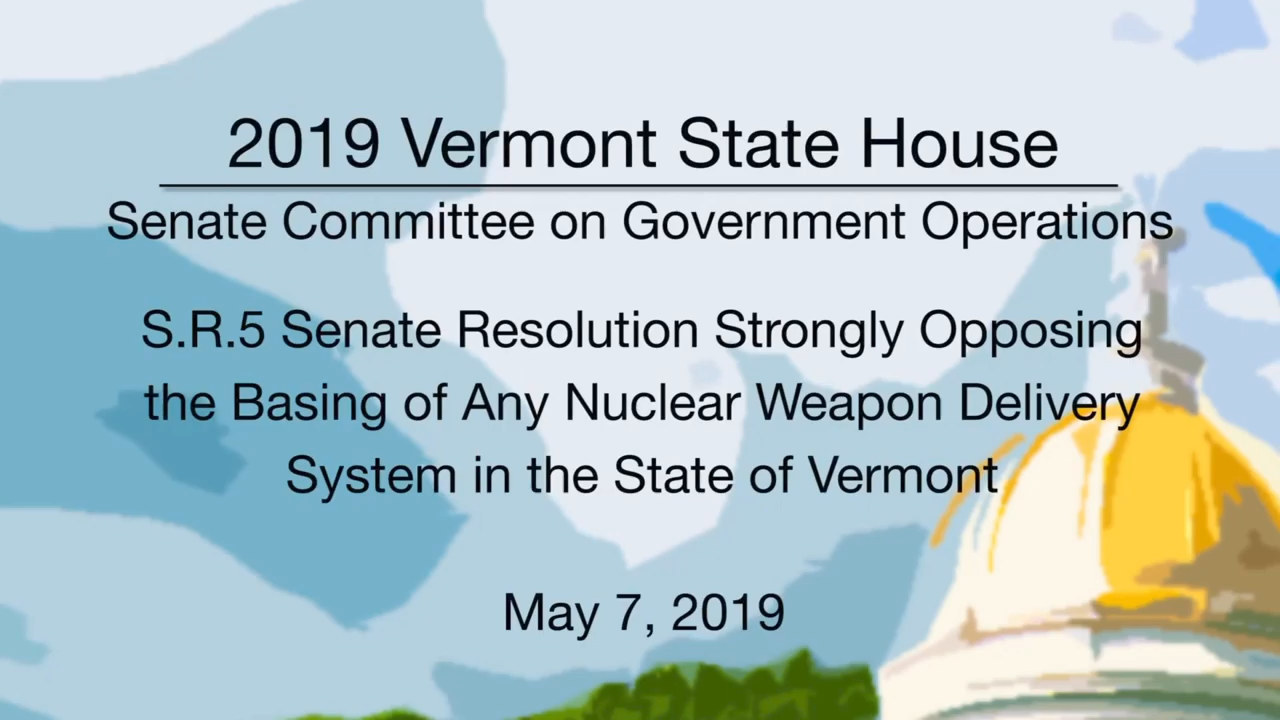 2019 Vermont State House
Senate Committee on Government Operations
S.R.5 Senate Resolution Strongly Opposing
the Basing of Any Nuclear Weapon Delivery
System in the State of Vermont
May 7, 2019